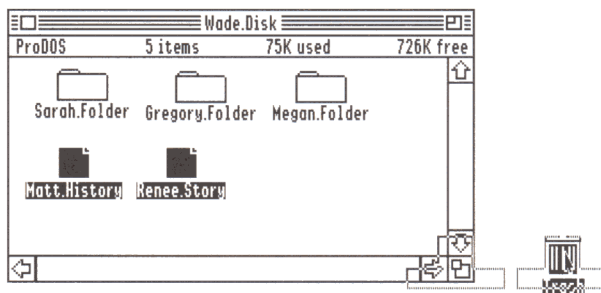 Wade.Disk
ProDOS 5 items 75K used 726K free
Sarah.Folder Gregory.Folder Megan.Folder
Matt.History Renee.Story